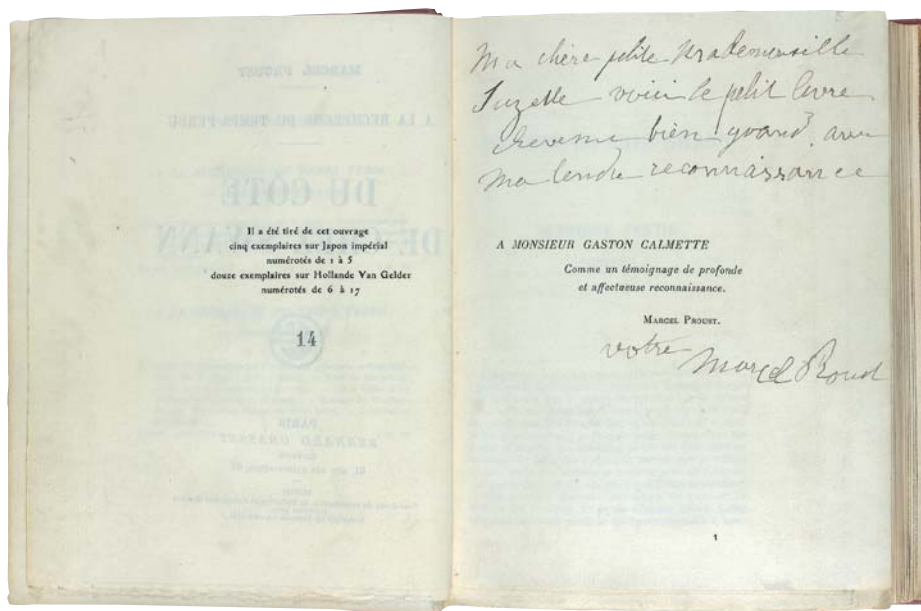 Il a été tiré de cet ouvrage
cinq exemplaires sur Japon impérial
numérotés de 1 à 5
douze exemplaires sur Hollande Van Gelder
numérotés de 6 à 17
14
Ma chère petite Mademoiselle
Suzette voici le petit livre
devenu bien grand, avec
ma tendre reconnaissance
A MONSIEUR GASTON CALMETTE
Comme un témoignage de profonde
et affectueuse reconnaissance.
MARCEL PROUST.
votre
Marcel Proust
1